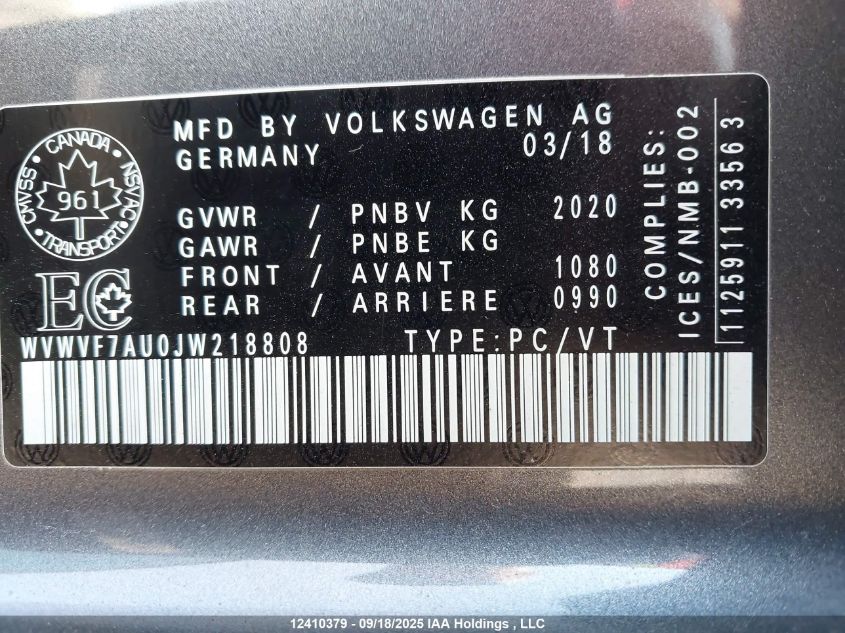 CANADA
CMVSS
NSVAC
961
TRANSPORT
EC
MFD BY VOLKSWAGEN AG
GERMANY 03/18
GVWR / PNBV KG 2020
GAWR / PNBE KG
FRONT / AVANT 1080
REAR / ARRIERE 0990
WVWVF7AU0JW218808 TYPE:PC/VT
COMPLIES:
ICES/NMB-002
1125911 33563
12410379 - 09/18/2025 IAA Holdings , LLC